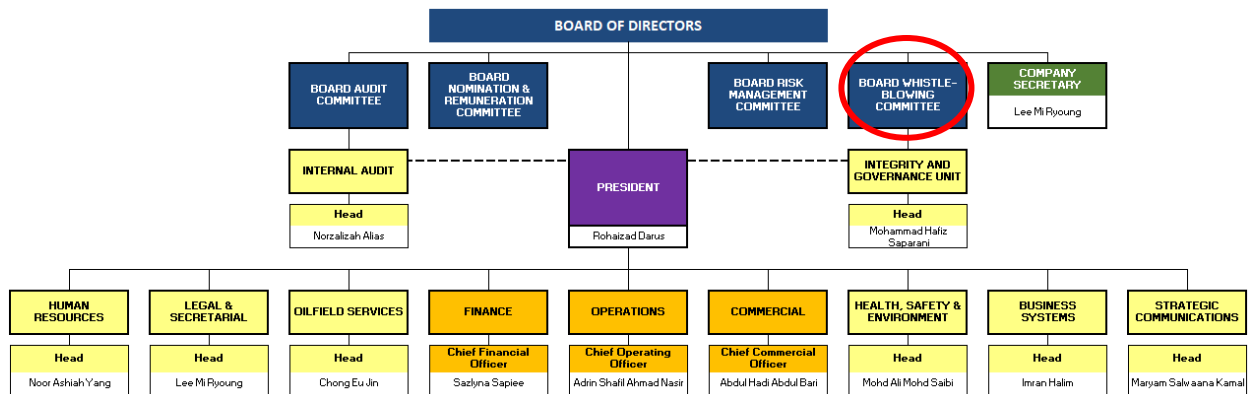 BOARD OF DIRECTORS
BOARD AUDIT
COMMITTEE
BOARD
NOMINATION &
REMUNERATION
COMMITTEE
BOARD RISK
MANAGEMENT
COMMITTEE
BOARD WHISTLE-
BLOWING
COMMITTEE
COMPANY
SECRETARY
Lee Mi Ryoung
INTERNAL AUDIT
Head
Norzalizah Alias
PRESIDENT
Rohaizad Darus
INTEGRITY AND
GOVERNANCE UNIT
Head
Mohammad Hafiz
Saparani
HUMAN
RESOURCES
Head
Noor Ashiah Yang
LEGAL &
SECRETARIAL
Head
Lee Mi Ryoung
OILFIELD SERVICES
Head
Chong Eu Jin
FINANCE
Chief Financial
Officer
Sazlyna Sapiee
OPERATIONS
Chief Operating
Officer
Adrin Shafil Ahmad Nasir
COMMERCIAL
Chief Commercial
Officer
Abdul Hadi Abdul Bari
HEALTH, SAFETY &
ENVIRONMENT
Head
Mohd Ali Mohd Saibi
BUSINESS
SYSTEMS
Head
Imran Halim
STRATEGIC
COMMUNICATIONS
Head
Maryam Salwaana Kamal